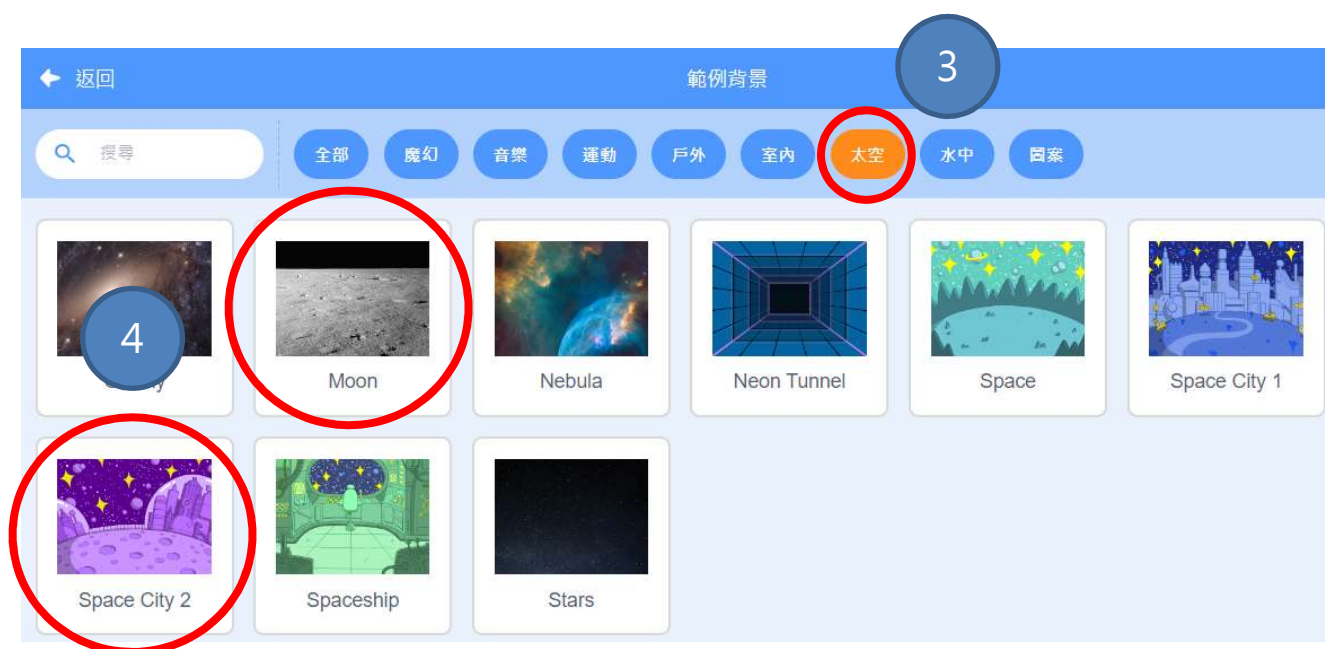 3
返回
範例背景
搜尋
全部 魔幻 音樂 運動 戶外 室內 太空 水中 圖案
4
Moon Nebula Neon Tunnel Space Space City 1
Space City 2 Spaceship Stars